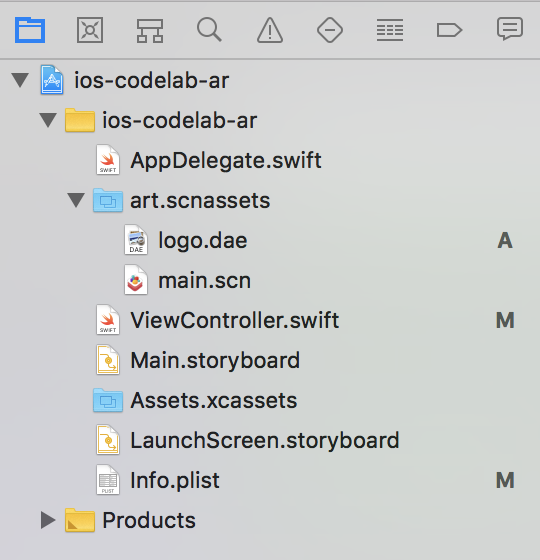 ios-codelab-ar
ios-codelab-ar
SWIFT AppDelegate.swift
art.scnassets
DAE logo.dae A
main.scn
SWIFT ViewController.swift M
Main.storyboard
Assets.xcassets
LaunchScreen.storyboard
PLIST Info.plist M
Products